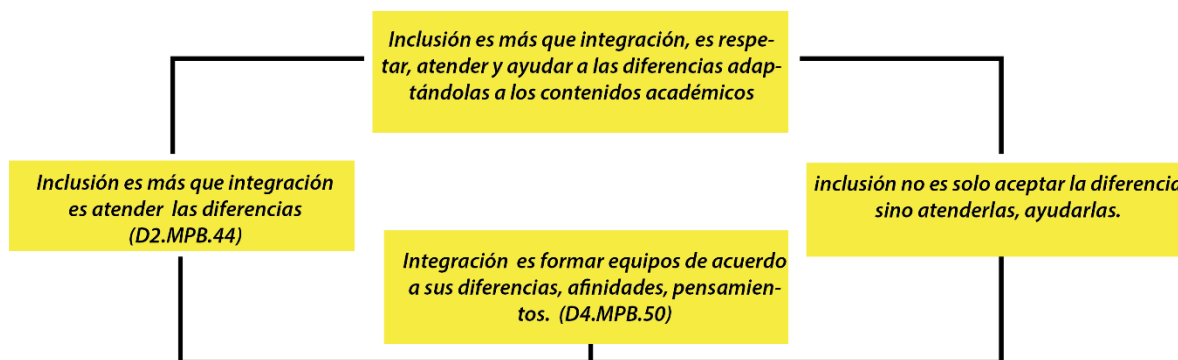 Inclusión es más que integración, es respe-
tar, atender y ayudar a las diferencias adap-
tándolas a los contenidos académicos
Inclusión es más que integración
es atender las diferencias
(D2.MPB.44)
inclusión no es solo aceptar la diferencia
sino atenderlas, ayudarlas.
Integración es formar equipos de acuerdo
a sus diferencias, afinidades, pensamien-
tos. (D4.MPB.50)